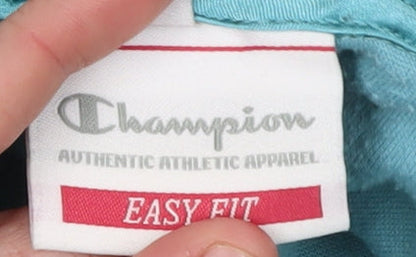 Champion
AUTHENTIC ATHLETIC APPAREL
EASY FIT